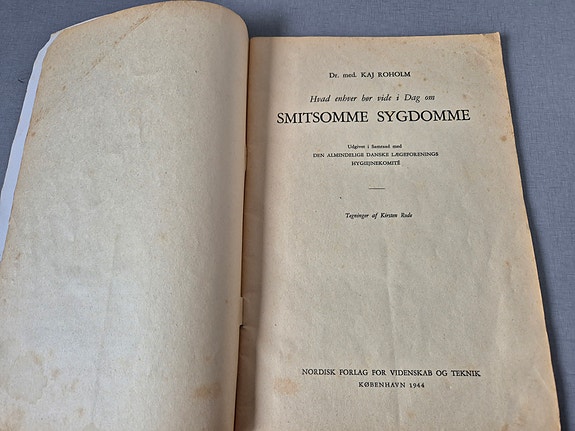 Dr. med. KAJ ROHOLM
Hvad enhver bør vide i Dag om
SMITSOMME SYGDOMME
Udgivet i Samraad med
DEN ALMINDELIGE DANSKE LÆGEFORENINGS
HYGIEJNEKOMITÉ
Tegninger af Kirsten Rode
NORDISK FORLAG FOR VIDENSKAB OG TEKNIK
KØBENHAVN 1944